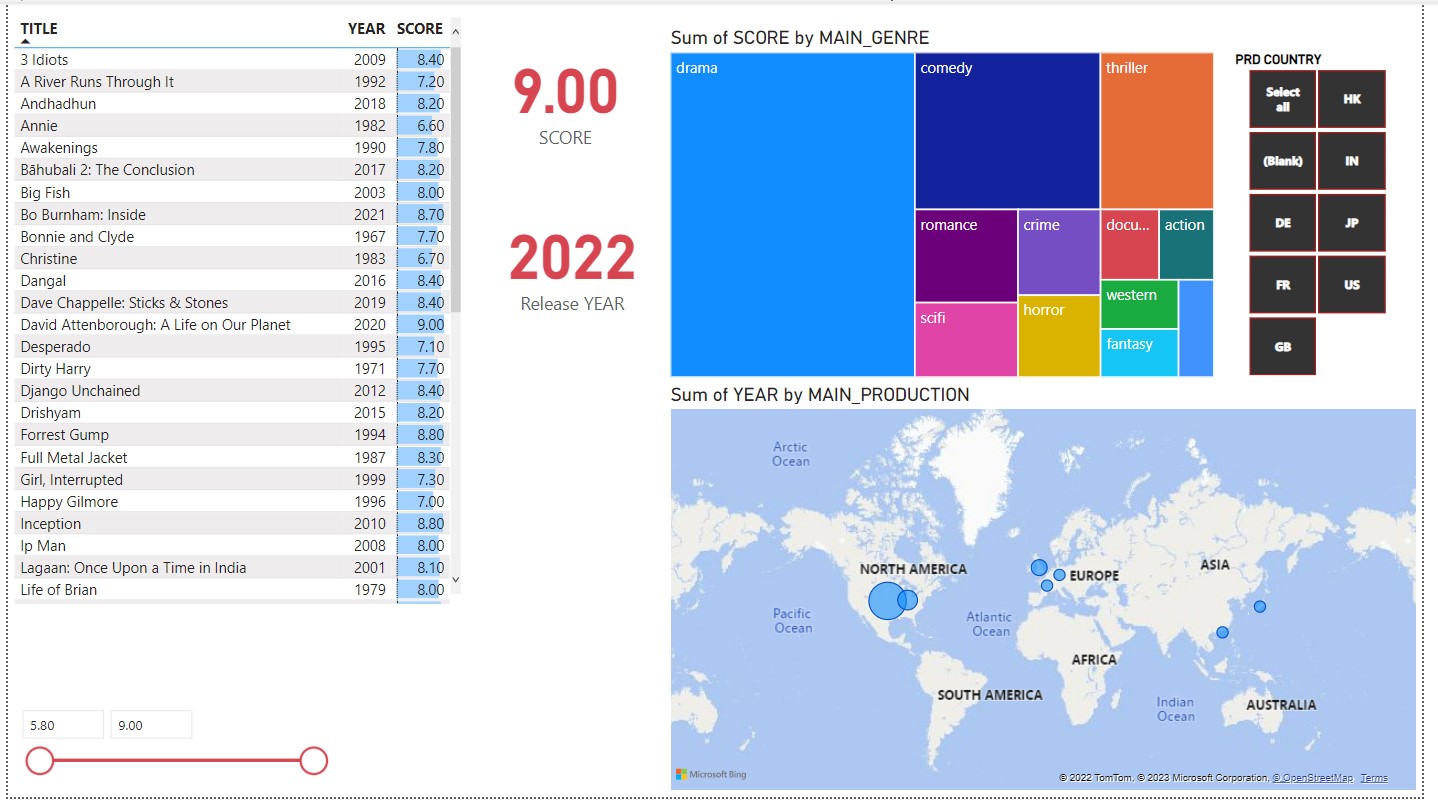 TITLE YEAR SCORE
3 Idiots 2009 8.40
A River Runs Through It 1992 7.20
Andhadhun 2018 8.20
Annie 1982 6.60
Awakenings 1990 7.80
Bāhubali 2: The Conclusion 2017 8.20
Big Fish 2003 8.00
Bo Burnham: Inside 2021 8.70
Bonnie and Clyde 1967 7.70
Christine 1983 6.70
Dangal 2016 8.40
Dave Chappelle: Sticks & Stones 2019 8.40
David Attenborough: A Life on Our Planet 2020 9.00
Desperado 1995 7.10
Dirty Harry 1971 7.70
Django Unchained 2012 8.40
Drishyam 2015 8.20
Forrest Gump 1994 8.80
Full Metal Jacket 1987 8.30
Girl, Interrupted 1999 7.30
Happy Gilmore 1996 7.00
Inception 2010 8.80
Ip Man 2008 8.00
Lagaan: Once Upon a Time in India 2001 8.10
Life of Brian 1979 8.00
5.80 9.00
9.00
SCORE
2022
Release YEAR
Sum of SCORE by MAIN_GENRE
drama
comedy
thriller
romance
crime
docu...
action
scifi
horror
western
fantasy
PRD COUNTRY
Select
all
HK
(Blank)
IN
DE
JP
FR
US
GB
Sum of YEAR by MAIN_PRODUCTION
Arctic
Ocean
NORTH AMERICA
EUROPE
ASIA
Pacific
Ocean
Atlantic
Ocean
AFRICA
SOUTH AMERICA
Indian
Ocean
AUSTRALIA
Microsoft Bing
© 2022 TomTom, © 2023 Microsoft Corporation, © OpenStreetMap Terms